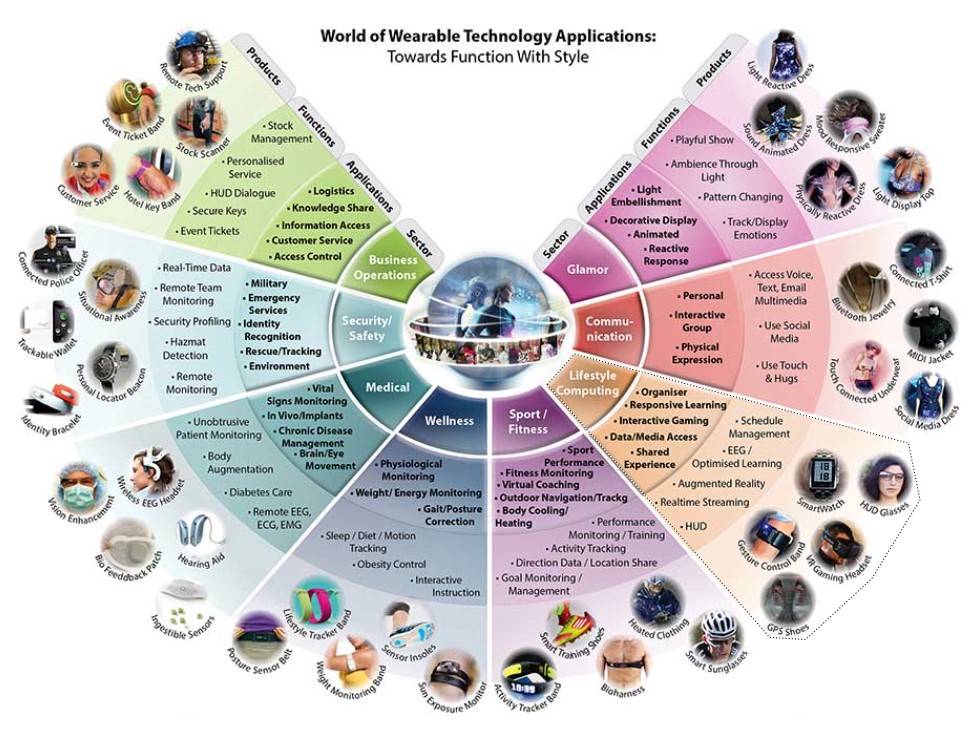 World of Wearable Technology Applications:
Towards Function With Style
Products
Functions
Applications
Sector
Business
Operations
• Logistics
• Knowledge Share
• Information Access
• Customer Service
• Access Control
• Stock
Management
• Personalised
Service
• HUD Dialogue
• Secure Keys
• Event Tickets
Remote Tech Support
Event Ticket Band
Stock Scanner
Customer Service
Hotel Key Band
Security/
Safety
• Military
• Emergency
Services
• Identity
Recognition
• Rescue/Tracking
• Environment
• Real-Time Data
• Remote Team
Monitoring
• Security Profiling
• Hazmat
Detection
• Remote
Monitoring
Connected Police Officer
Situational Awareness
Trackable Wallet
Personal Locator Beacon
Identity Bracelet
Medical
• Vital
Signs Monitoring
• In Vivo/Implants
• Chronic Disease
Management
• Brain/Eye
Movement
• Unobtrusive
Patient Monitoring
• Body
Augmentation
• Diabetes Care
• Remote EEG,
ECG, EMG
Vision Enhancement
Wireless EEG Headset
Bio Feeddback Patch
Hearing Aid
Ingestible Sensors
Wellness
• Physiological
Monitoring
• Weight/ Energy Monitoring
• Gait/Posture
Correction
• Sleep / Diet / Motion
Tracking
• Obesity Control
• Interactive
Instruction
Posture Sensor Belt
Lifestyle Tracker Band
Weight Monitoring Band
Sensor Insoles
Sun Exposure Monitor
Sport /
Fitness
• Sport
Performance
• Fitness Monitoring
• Virtual Coaching
• Outdoor Navigation/Trackg
• Body Cooling/
Heating
• Performance
Monitoring / Training
• Activity Tracking
• Direction Data / Location Share
• Goal Monitoring /
Management
Activity Tracker Band
Smart Training Shoes
Bioharness
Heated Clothing
Smart Sunglasses
Lifestyle
Computing
• Organiser
• Responsive Learning
• Interactive Gaming
• Data/Media Access
• Shared
Experience
• Schedule
Management
• EEG /
Optimised Learning
• Augmented Reality
• Realtime Streaming
• HUD
SmartWatch
HUD Glasses
Gesture Control Band
VR Gaming Headset
GPS Shoes
Commu-
nication
• Personal
• Interactive
Group
• Physical
Expression
• Access Voice,
Text, Email
Multimedia
• Use Social
Media
• Use Touch
& Hugs
Connected T-Shirt
Bluetooth Jewelry
MIDI Jacket
Touch Connected Underwear
Social Media Dress
Glamor
• Light
Embellishment
• Decorative Display
• Animated
• Reactive
Response
• Playful Show
• Ambience Through
Light
• Pattern Changing
• Track/Display
Emotions
Light Reactive Dress
Sound Animated Dress
Mood Responsive Sweater
Physically Reactive Dress
Light Display Top
Products
Functions
Applications
Sector
18
18